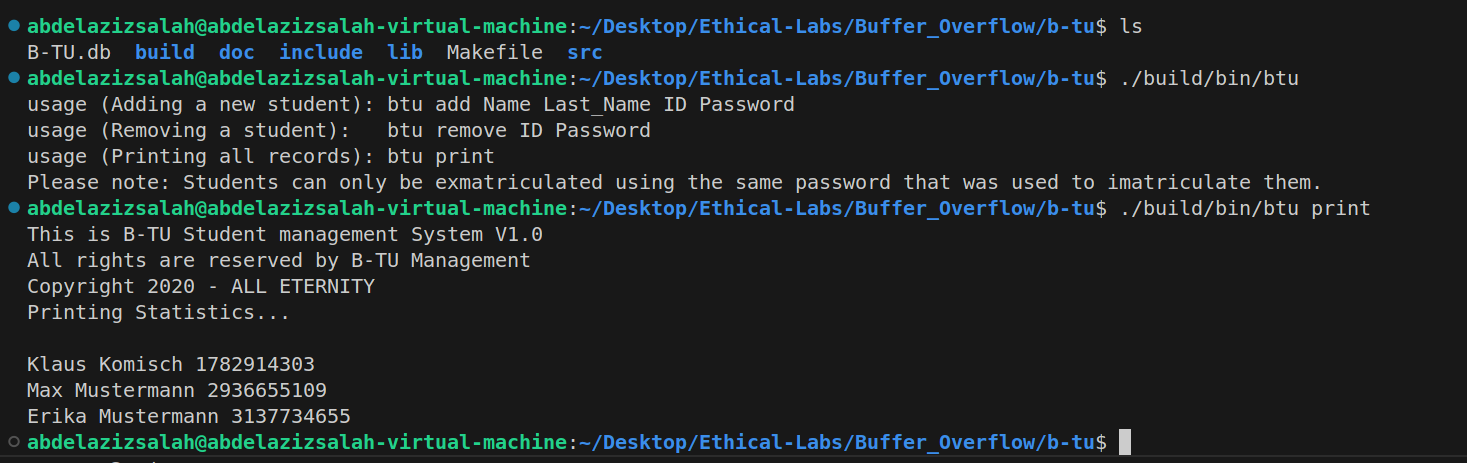 abdelazizsalah@abdelazizsalah-virtual-machine:~/Desktop/Ethical-Labs/Buffer_Overflow/b-tu$ ls
B-TU.db  build  doc  include  lib  Makefile  src
abdelazizsalah@abdelazizsalah-virtual-machine:~/Desktop/Ethical-Labs/Buffer_Overflow/b-tu$ ./build/bin/btu
usage (Adding a new student): btu add Name Last_Name ID Password
usage (Removing a student):   btu remove ID Password
usage (Printing all records): btu print
Please note: Students can only be exmatriculated using the same password that was used to imatriculate them.
abdelazizsalah@abdelazizsalah-virtual-machine:~/Desktop/Ethical-Labs/Buffer_Overflow/b-tu$ ./build/bin/btu print
This is B-TU Student management System V1.0
All rights are reserved by B-TU Management
Copyright 2020 - ALL ETERNITY
Printing Statistics...
Klaus Komisch 1782914303
Max Mustermann 2936655109
Erika Mustermann 3137734655
abdelazizsalah@abdelazizsalah-virtual-machine:~/Desktop/Ethical-Labs/Buffer_Overflow/b-tu$